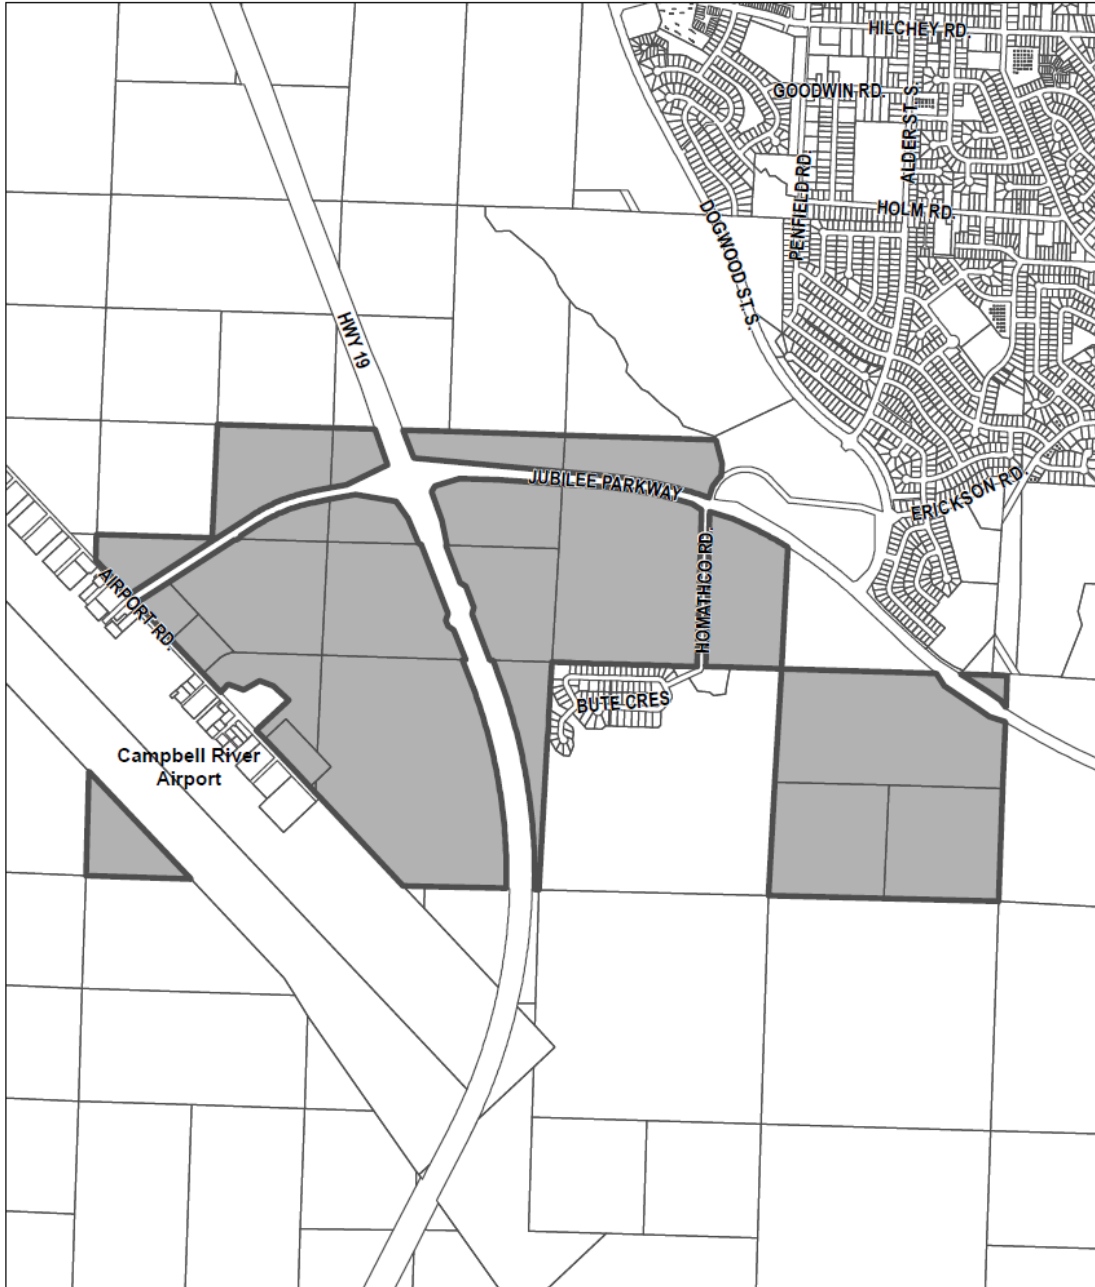 HILCHEY RD.
GOODWIN RD.
ALDER ST. S.
PENFIELD RD.
HOLM RD.
DOGWOOD ST. S.
HWY 19
JUBILEE PARKWAY
ERICKSON RD.
HOMATHCO RD.
AIRPORT RD.
BUTE CRES
Campbell River
Airport